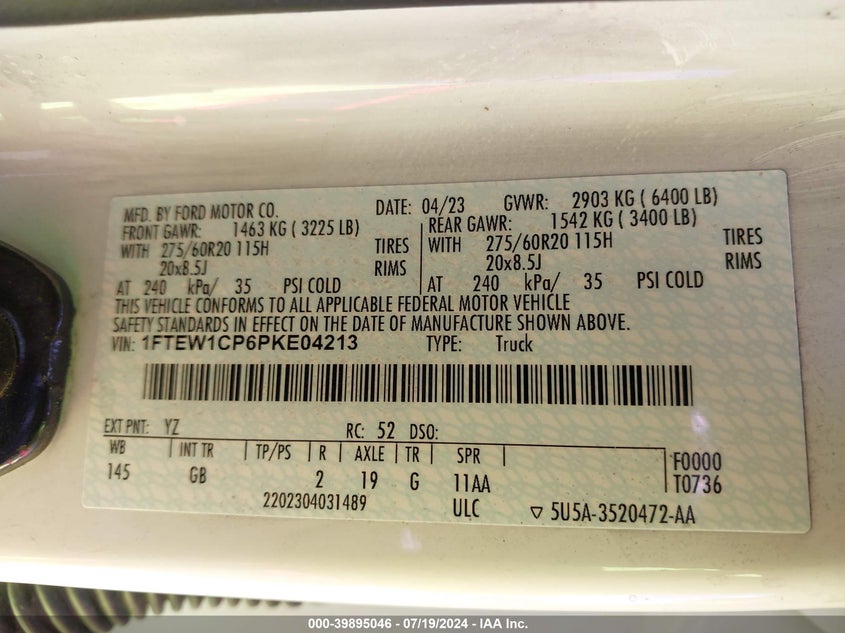 MFD. BY FORD MOTOR CO. DATE: 04/23 GVWR: 2903 KG ( 6400 LB)
FRONT GAWR: 1463 KG ( 3225 LB) REAR GAWR: 1542 KG ( 3400 LB)
WITH 275/60R20 115H TIRES WITH 275/60R20 115H TIRES
20x8.5J RIMS 20x8.5J RIMS
AT 240 kPa/ 35 PSI COLD AT 240 kPa/ 35 PSI COLD
THIS VEHICLE CONFORMS TO ALL APPLICABLE FEDERAL MOTOR VEHICLE
SAFETY STANDARDS IN EFFECT ON THE DATE OF MANUFACTURE SHOWN ABOVE.
VIN: 1FTEW1CP6PKE04213 TYPE: Truck
EXT PNT: YZ RC: 52 DSO:
WB INT TR TP/PS R AXLE TR SPR F0000
145 GB 2 19 G 11AA T0736
2202304031489 ULC ▽ 5U5A-3520472-AA
000-39895046 - 07/19/2024 - IAA Inc.